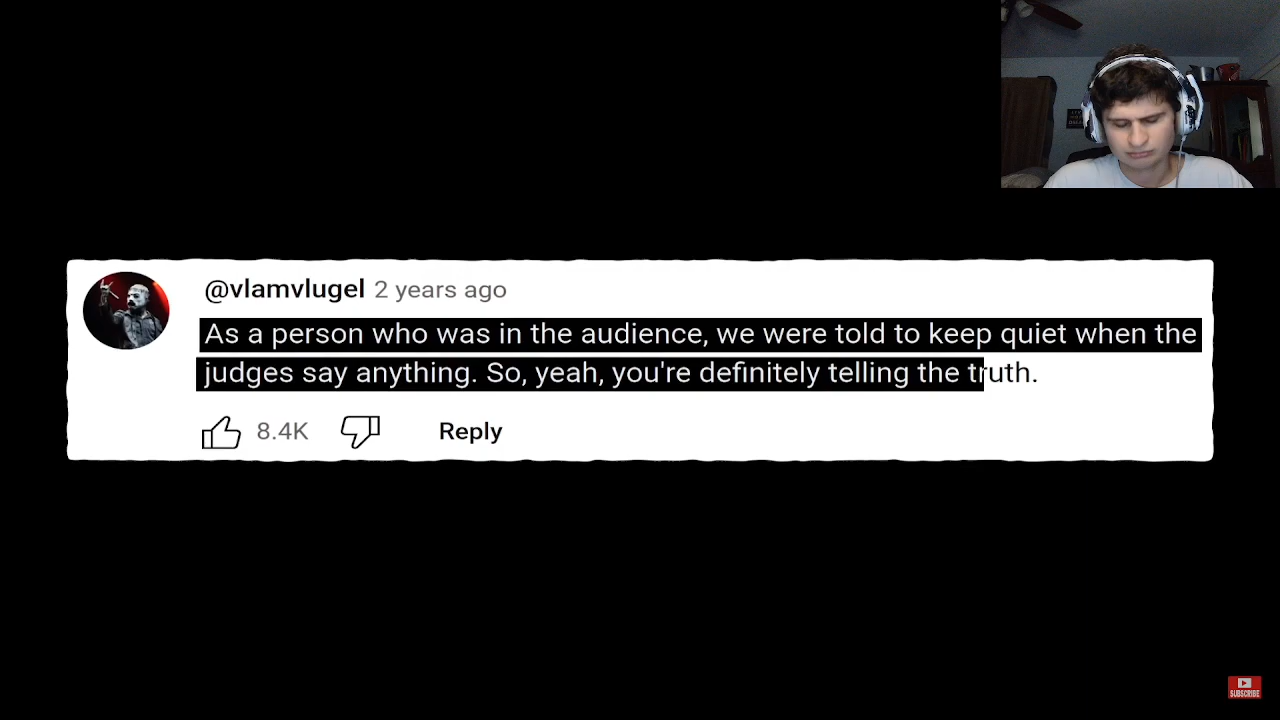 @vlamvlugel 2 years ago
As a person who was in the audience, we were told to keep quiet when the
judges say anything. So, yeah, you're definitely telling the truth.
8.4K Reply
SUBSCRIBE